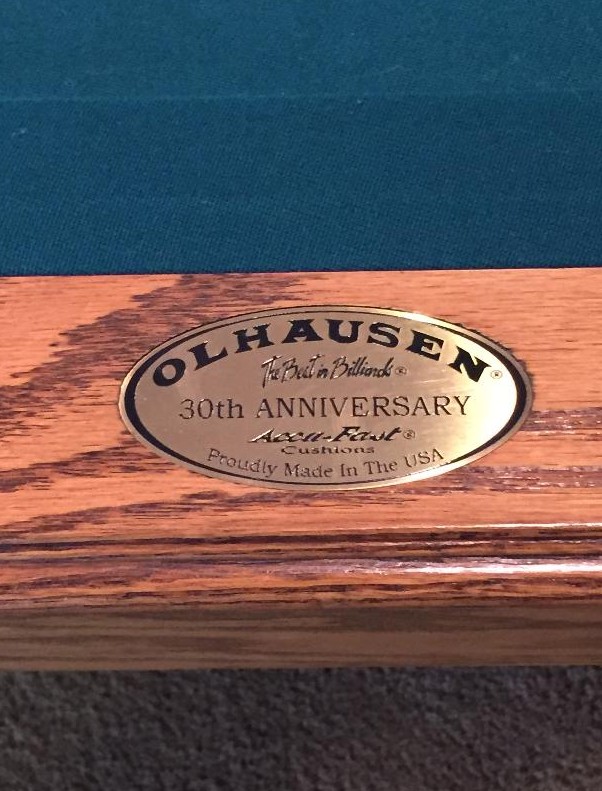 OLHAUSEN®
The Best in Billiards®
30th ANNIVERSARY
Accu-Fast®
Cushions
Proudly Made In The USA